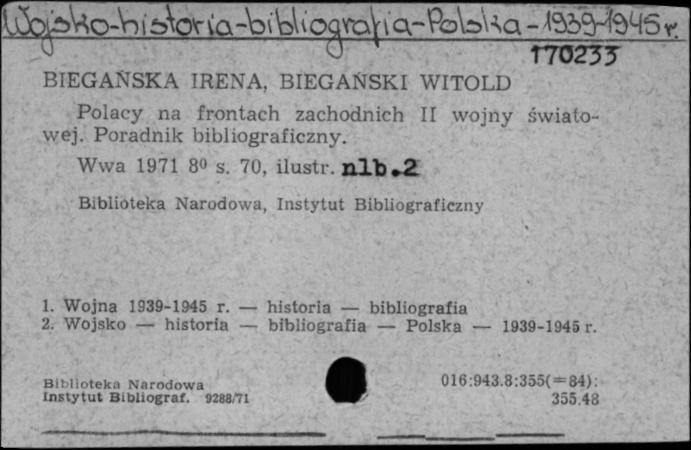 Wojsko-historia-bibliografia-Polska-1939-1945 r.
170233
BIEGAŃSKA IRENA, BIEGAŃSKI WITOLD
Polacy na frontach zachodnich II wojny świato-
wej. Poradnik bibliograficzny.
Wwa 1971 8⁰ s. 70, ilustr. nlb.2
Biblioteka Narodowa, Instytut Bibliograficzny
1. Wojna 1939-1945 r. — historia — bibliografia
2. Wojsko — historia — bibliografia — Polska — 1939-1945 r.
Biblioteka Narodowa
Instytut Bibliograf. 9288/71
016:943.8:355(=84):
355.48